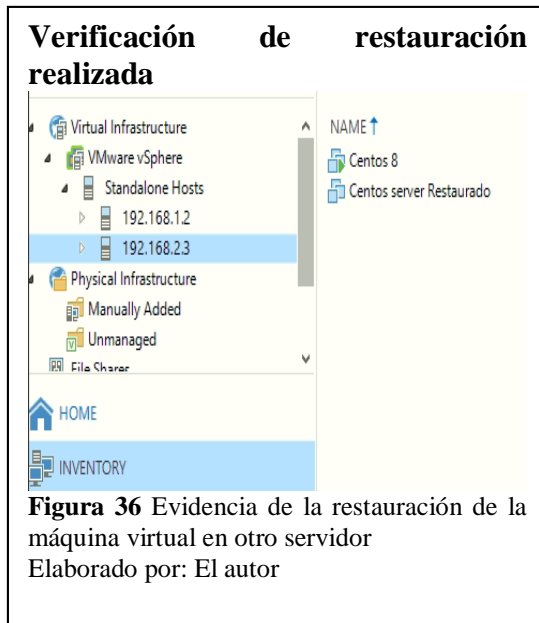 Verificación de restauración
realizada
Virtual Infrastructure
VMware vSphere
Standalone Hosts
192.168.1.2
192.168.2.3
Physical Infrastructure
Manually Added
Unmanaged
File Shares
HOME
INVENTORY
NAME
Centos 8
Centos server Restaurado
Figura 36 Evidencia de la restauración de la
máquina virtual en otro servidor
Elaborado por: El autor